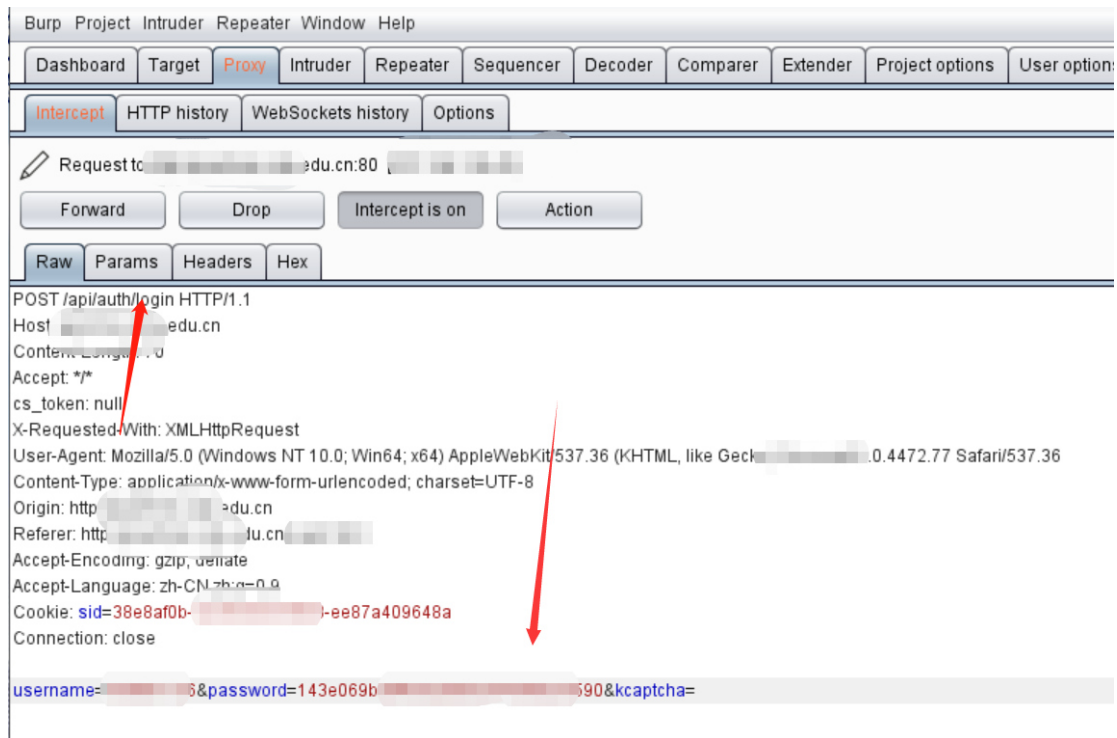 Burp Project Intruder Repeater Window Help
Dashboard Target Proxy Intruder Repeater Sequencer Decoder Comparer Extender Project options User options
Intercept HTTP history WebSockets history Options
Request to edu.cn:80
Forward Drop Intercept is on Action
Raw Params Headers Hex
POST /api/auth/login HTTP/1.1
Host edu.cn
Content-Length: 0
Accept: */*
cs_token: null
X-Requested-With: XMLHttpRequest
User-Agent: Mozilla/5.0 (Windows NT 10.0; Win64; x64) AppleWebKit/537.36 (KHTML, like Geck .0.4472.77 Safari/537.36
Content-Type: application/x-www-form-urlencoded; charset=UTF-8
Origin: http edu.cn
Referer: http du.cn
Accept-Encoding: gzip, deflate
Accept-Language: zh-CN,zh;q=0.9
Cookie: sid=38e8af0b- -ee87a409648a
Connection: close
username= 6&password=143e069b 590&kcaptcha=